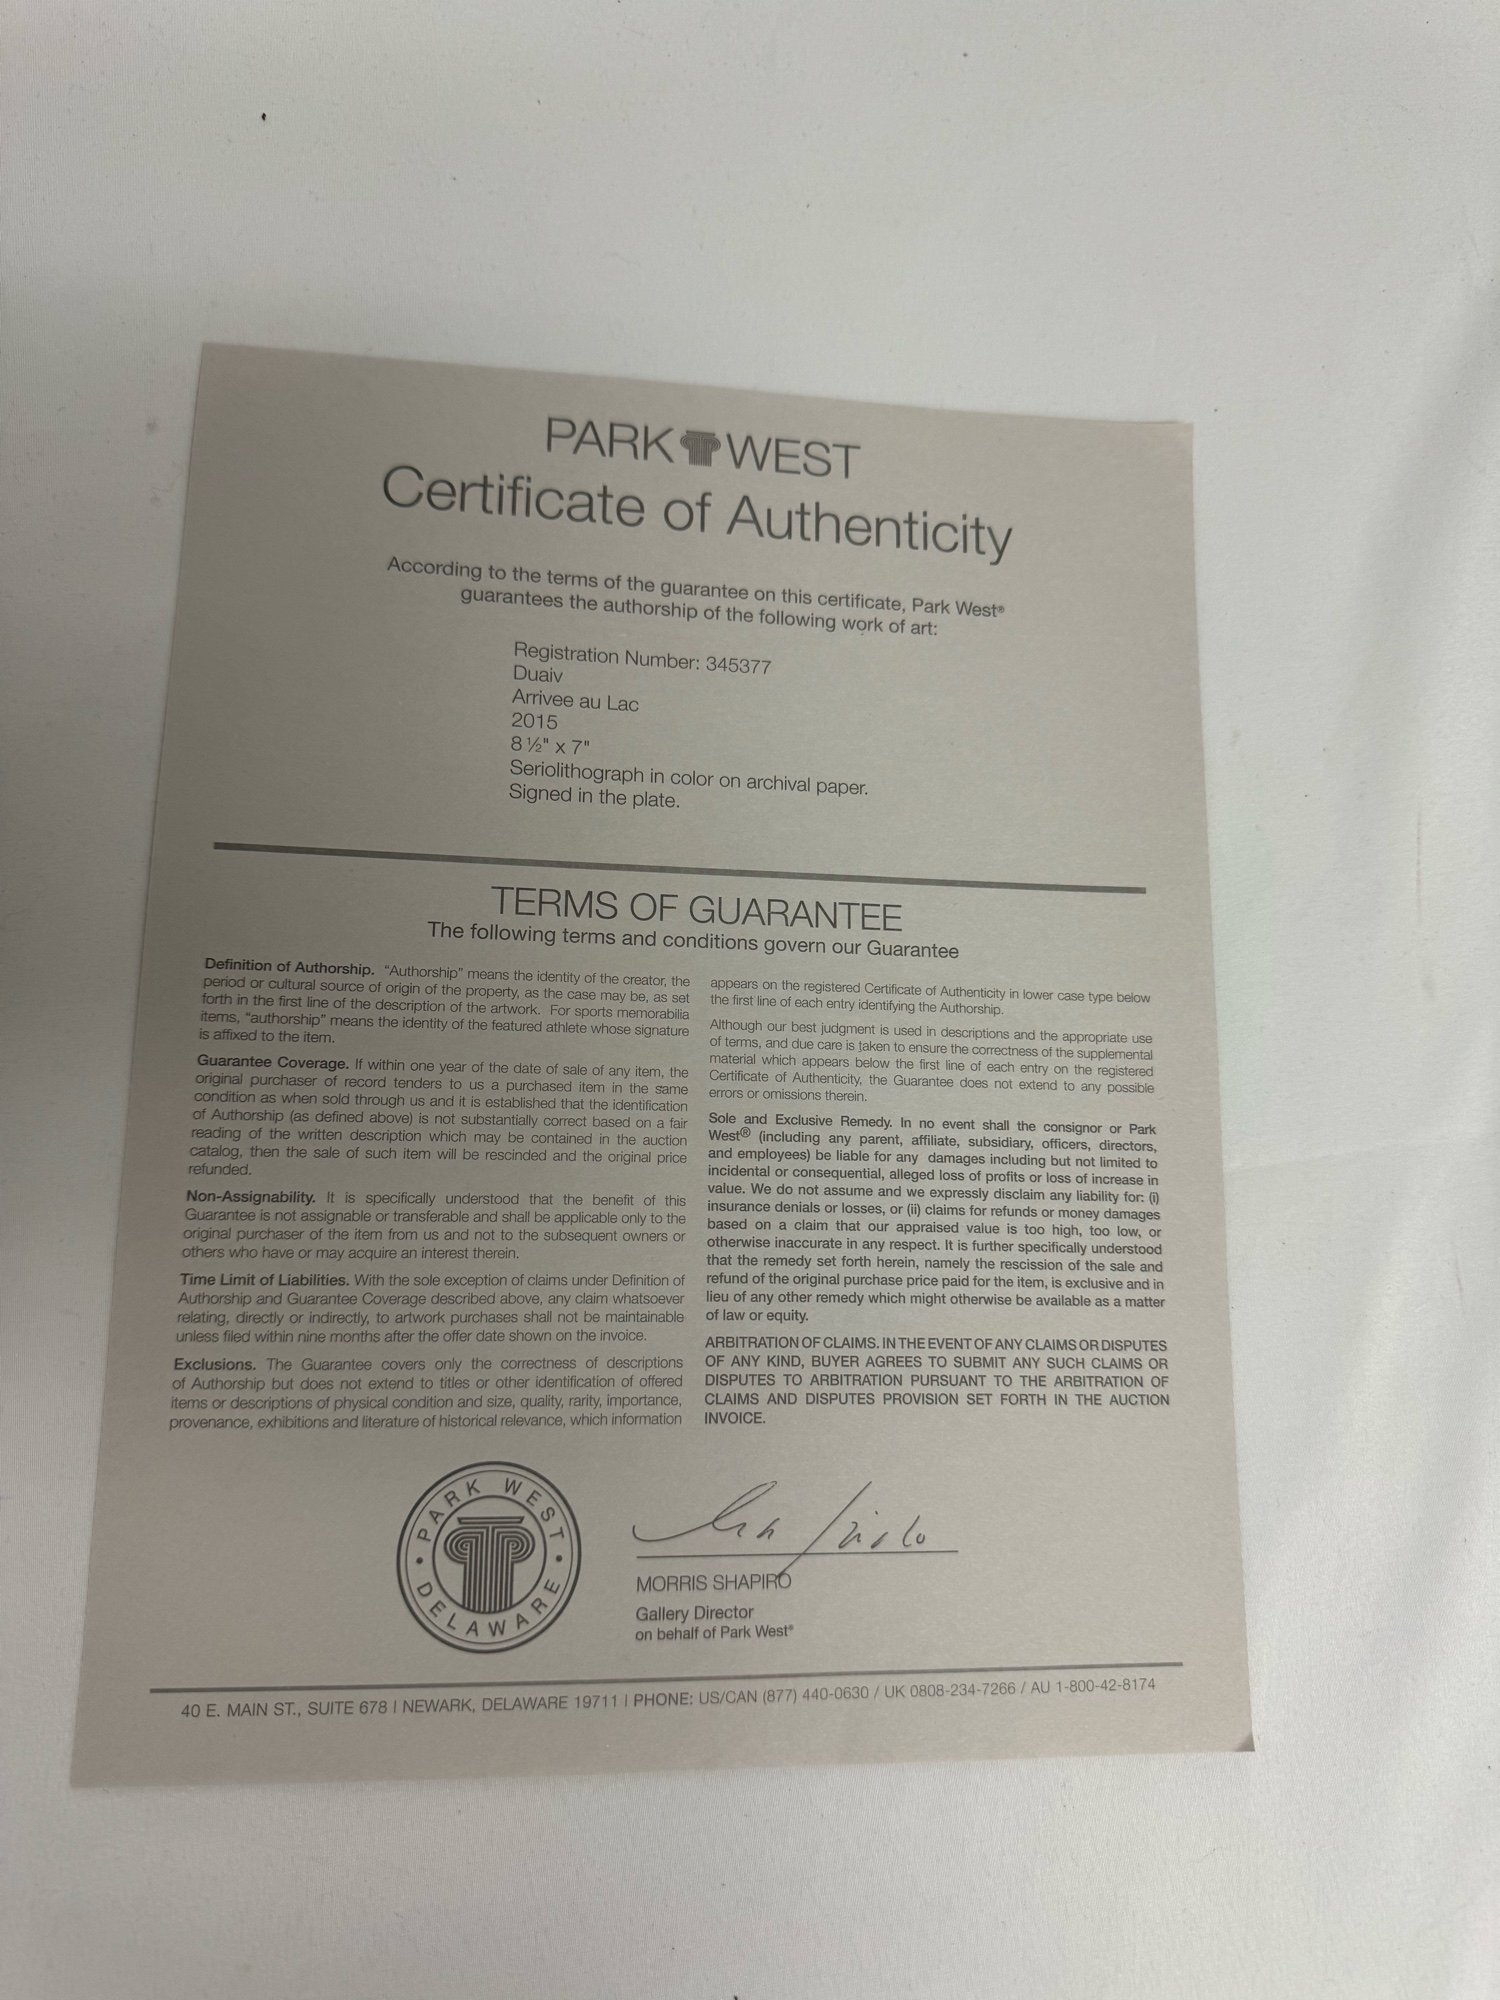 PARK WEST
Certificate of Authenticity
According to the terms of the guarantee on this certificate, Park West®
guarantees the authorship of the following work of art:
Registration Number: 345377
Duaiv
Arrivee au Lac
2015
8 ½" x 7"
Seriolithograph in color on archival paper.
Signed in the plate.
TERMS OF GUARANTEE
The following terms and conditions govern our Guarantee
Definition of Authorship. “Authorship” means the identity of the creator, the
period or cultural source of origin of the property, as the case may be, as set
forth in the first line of the description of the artwork. For sports memorabilia
items, “authorship” means the identity of the featured athlete whose signature
is affixed to the item.
Guarantee Coverage. If within one year of the date of sale of any item, the
original purchaser of record tenders to us a purchased item in the same
condition as when sold through us and it is established that the identification
of Authorship (as defined above) is not substantially correct based on a fair
reading of the written description which may be contained in the auction
catalog, then the sale of such item will be rescinded and the original price
refunded.
Non-Assignability. It is specifically understood that the benefit of this
Guarantee is not assignable or transferable and shall be applicable only to the
original purchaser of the item from us and not to the subsequent owners or
others who have or may acquire an interest therein.
Time Limit of Liabilities. With the sole exception of claims under Definition of
Authorship and Guarantee Coverage described above, any claim whatsoever
relating, directly or indirectly, to artwork purchases shall not be maintainable
unless filed within nine months after the offer date shown on the invoice.
Exclusions. The Guarantee covers only the correctness of descriptions
of Authorship but does not extend to titles or other identification of offered
items or descriptions of physical condition and size, quality, rarity, importance,
provenance, exhibitions and literature of historical relevance, which information
appears on the registered Certificate of Authenticity in lower case type below
the first line of each entry identifying the Authorship.
Although our best judgment is used in descriptions and the appropriate use
of terms, and due care is taken to ensure the correctness of the supplemental
material which appears below the first line of each entry on the registered
Certificate of Authenticity, the Guarantee does not extend to any possible
errors or omissions therein.
Sole and Exclusive Remedy. In no event shall the consignor or Park
West® (including any parent, affiliate, subsidiary, officers, directors,
and employees) be liable for any damages including but not limited to
incidental or consequential, alleged loss of profits or loss of increase in
value. We do not assume and we expressly disclaim any liability for: (i)
insurance denials or losses, or (ii) claims for refunds or money damages
based on a claim that our appraised value is too high, too low, or
otherwise inaccurate in any respect. It is further specifically understood
that the remedy set forth herein, namely the rescission of the sale and
refund of the original purchase price paid for the item, is exclusive and in
lieu of any other remedy which might otherwise be available as a matter
of law or equity.
ARBITRATION OF CLAIMS. IN THE EVENT OF ANY CLAIMS OR DISPUTES
OF ANY KIND, BUYER AGREES TO SUBMIT ANY SUCH CLAIMS OR
DISPUTES TO ARBITRATION PURSUANT TO THE ARBITRATION OF
CLAIMS AND DISPUTES PROVISION SET FORTH IN THE AUCTION
INVOICE.
PARK WEST
DELAWARE
MORRIS SHAPIRO
Gallery Director
on behalf of Park West®
40 E. MAIN ST., SUITE 678 | NEWARK, DELAWARE 19711 | PHONE: US/CAN (877) 440-0630 / UK 0808-234-7266 / AU 1-800-42-8174